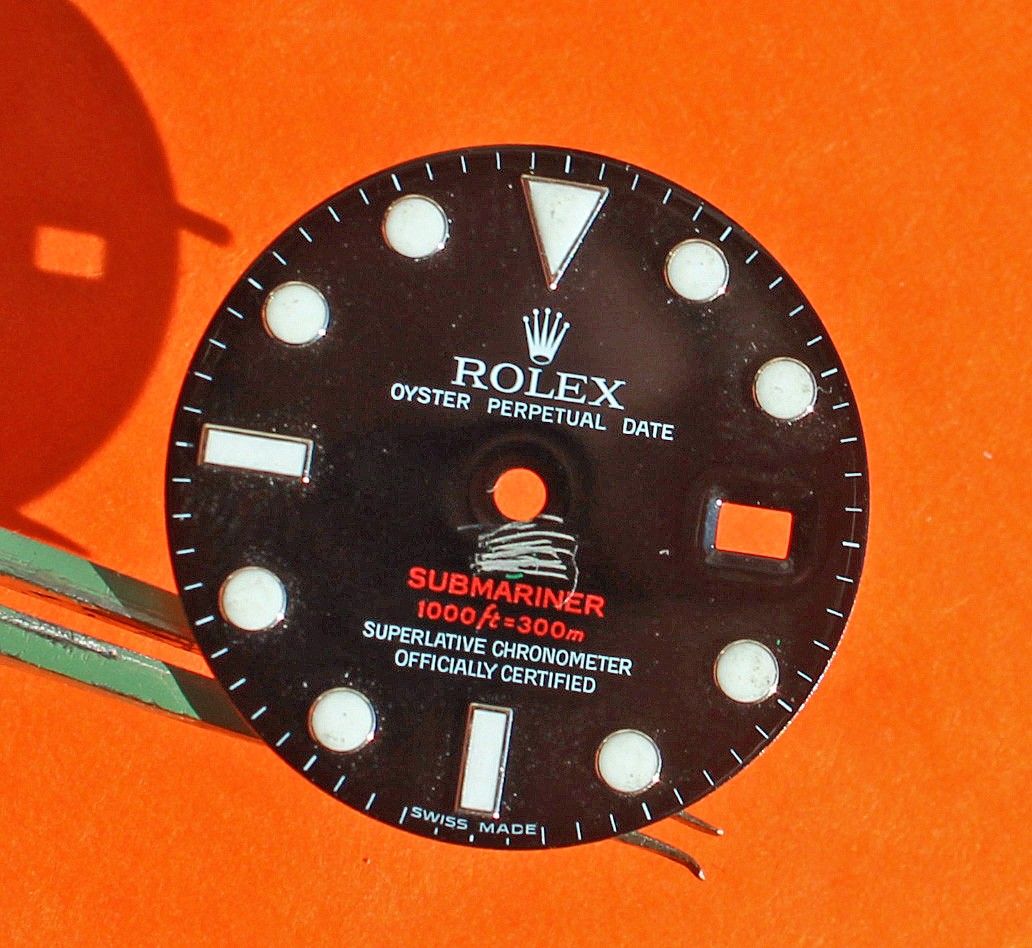 ROLEX
OYSTER PERPETUAL DATE
SUBMARINER
1000ft=300m
SUPERLATIVE CHRONOMETER
OFFICIALLY CERTIFIED
SWISS MADE